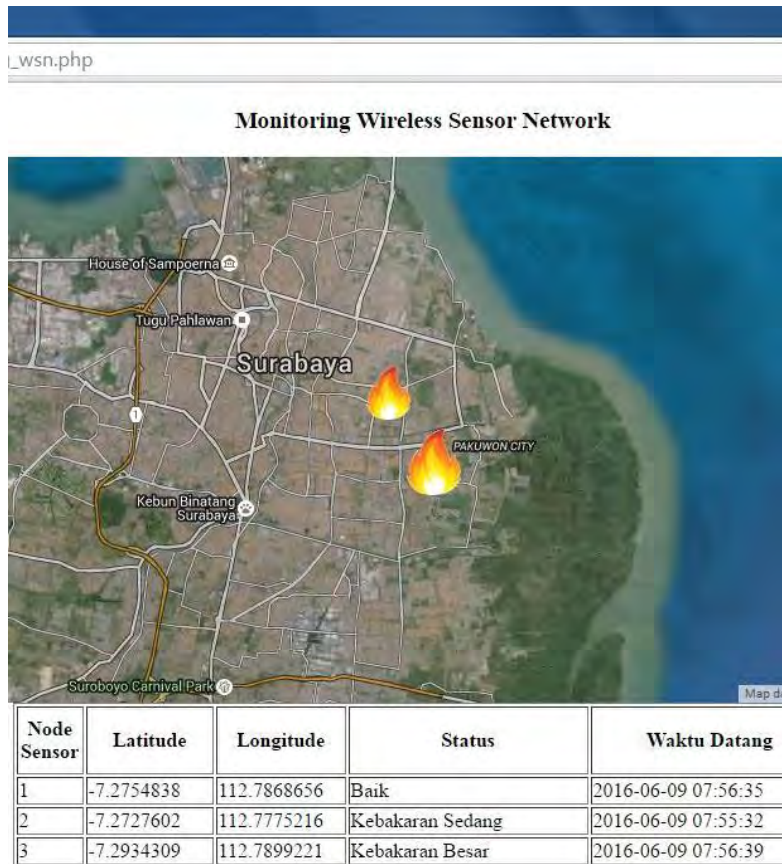 _wsn.php
Monitoring Wireless Sensor Network
House of Sampoerna
Tugu Pahlawan
Surabaya
1
PAKUWON CITY
Kebun Binatang
Surabaya
Suroboyo Carnival Park
Map
Node Sensor Latitude Longitude Status Waktu Datang
1 -7.2754838 112.7868656 Baik 2016-06-09 07:56:35
2 -7.2727602 112.7775216 Kebakaran Sedang 2016-06-09 07:55:32
3 -7.2934309 112.7899221 Kebakaran Besar 2016-06-09 07:56:39